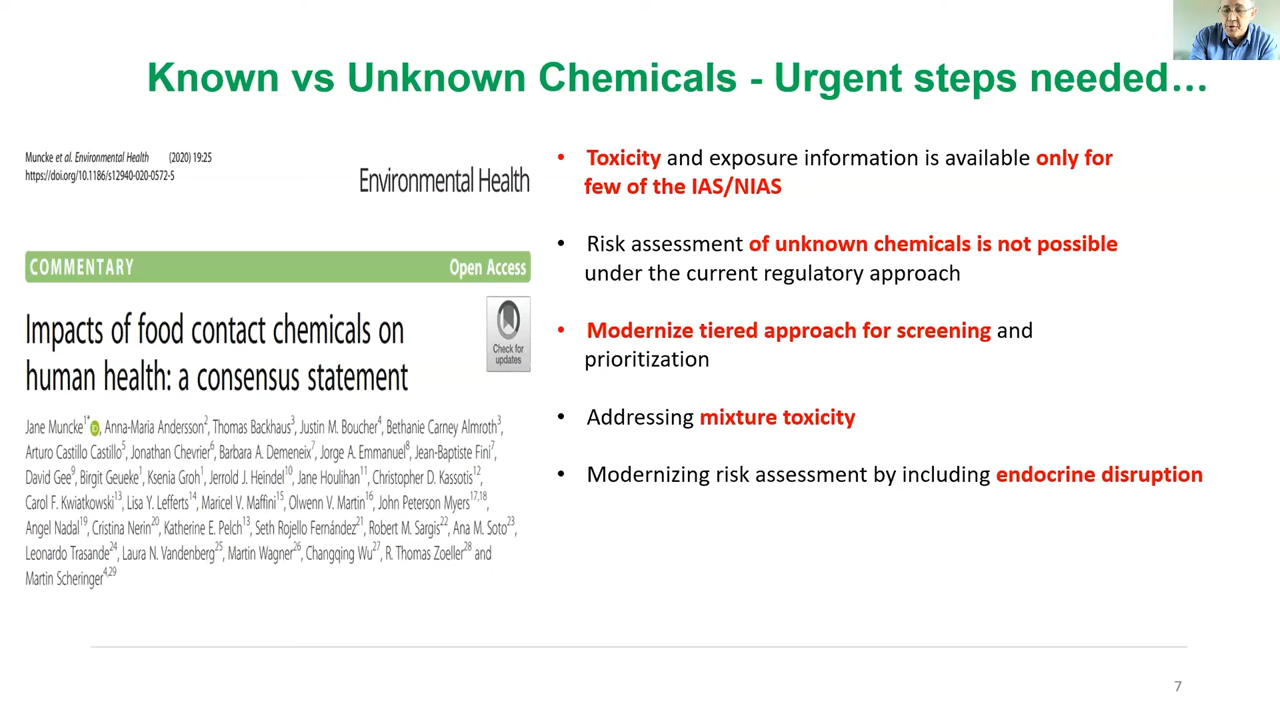 Known vs Unknown Chemicals - Urgent steps needed…
Muncke et al. Environmental Health (2020) 19:25
https://doi.org/10.1186/s12940-020-0572-5
Environmental Health
COMMENTARY Open Access
Impacts of food contact chemicals on
human health: a consensus statement
Check for
updates
Jane Muncke1* iD, Anna-Maria Andersson2, Thomas Backhaus3, Justin M. Boucher4, Bethanie Carney Almroth3,
Arturo Castillo Castillo5, Jonathan Chevrier6, Barbara A. Demeneix7, Jorge A. Emmanuel8, Jean-Baptiste Fini7,
David Gee9, Birgit Geueke1, Ksenia Groh1, Jerrold J. Heindel10, Jane Houlihan11, Christopher D. Kassotis12,
Carol F. Kwiatkowski13, Lisa Y. Lefferts14, Maricel V. Maffini15, Olwenn V. Martin16, John Peterson Myers17,18,
Angel Nadal19, Cristina Nerin20, Katherine E. Pelch13, Seth Rojello Fernández21, Robert M. Sargis22, Ana M. Soto23,
Leonardo Trasande24, Laura N. Vandenberg25, Martin Wagner26, Changqing Wu27, R. Thomas Zoeller28 and
Martin Scheringer4,29
• Toxicity and exposure information is available only for
few of the IAS/NIAS
• Risk assessment of unknown chemicals is not possible
under the current regulatory approach
• Modernize tiered approach for screening and
prioritization
• Addressing mixture toxicity
• Modernizing risk assessment by including endocrine disruption
7